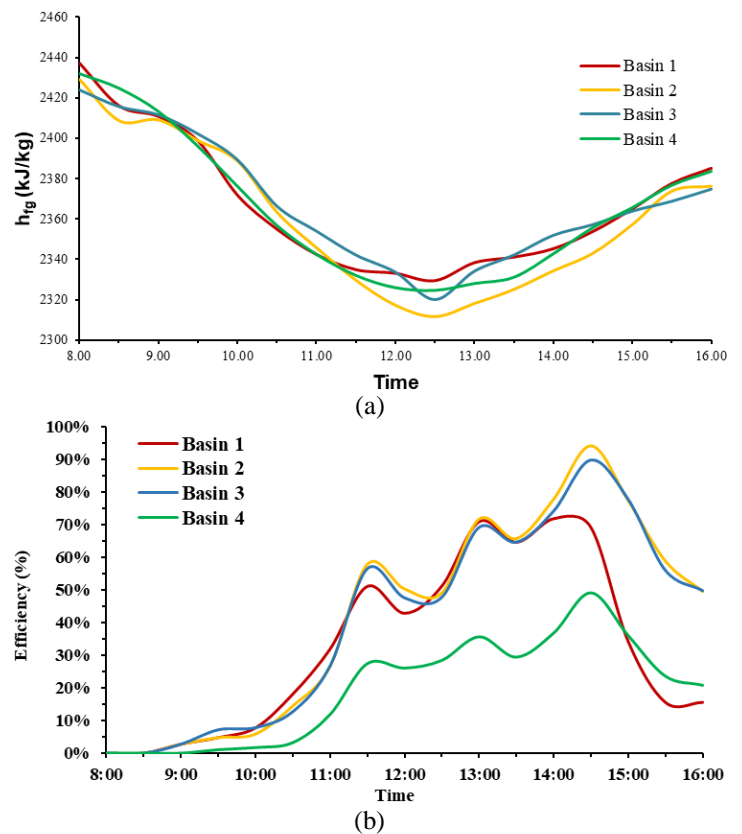 2460
2440
2420
2400
2380
2360
2340
2320
2300
hfg (kJ/kg)
Basin 1
Basin 2
Basin 3
Basin 4
8.00 9.00 10.00 11.00 12.00 13.00 14.00 15.00 16.00
Time
(a)
100%
90%
80%
70%
60%
50%
40%
30%
20%
10%
0%
Efficiency (%)
Basin 1
Basin 2
Basin 3
Basin 4
8:00 9:00 10:00 11:00 12:00 13:00 14:00 15:00 16:00
Time
(b)